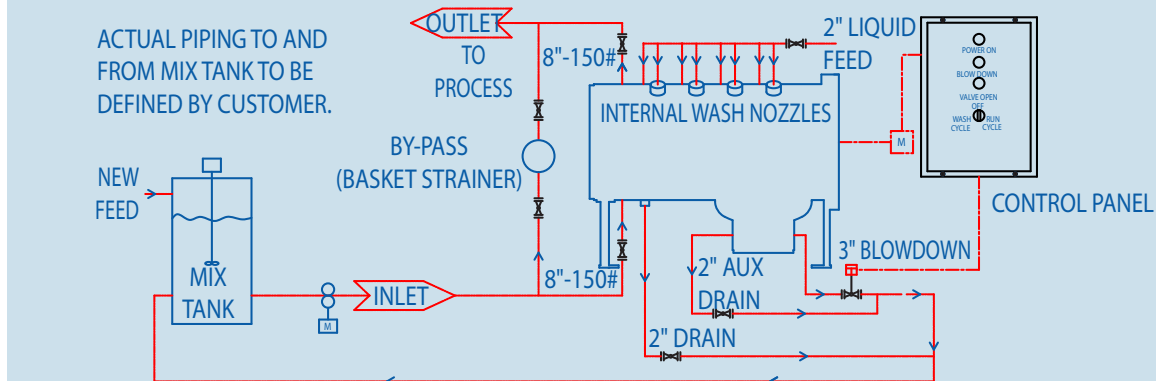 ACTUAL PIPING TO AND
FROM MIX TANK TO BE
DEFINED BY CUSTOMER.
OUTLET
TO
PROCESS
8"-150#
2" LIQUID
FEED
INTERNAL WASH NOZZLES
POWER ON
BLOW DOWN
VALVE OPEN
OFF
WASH
CYCLE
RUN
CYCLE
M
BY-PASS
(BASKET STRAINER)
NEW
FEED
MIX
TANK
CONTROL PANEL
INLET
M
8"-150#
2" AUX
DRAIN
3" BLOWDOWN
2" DRAIN